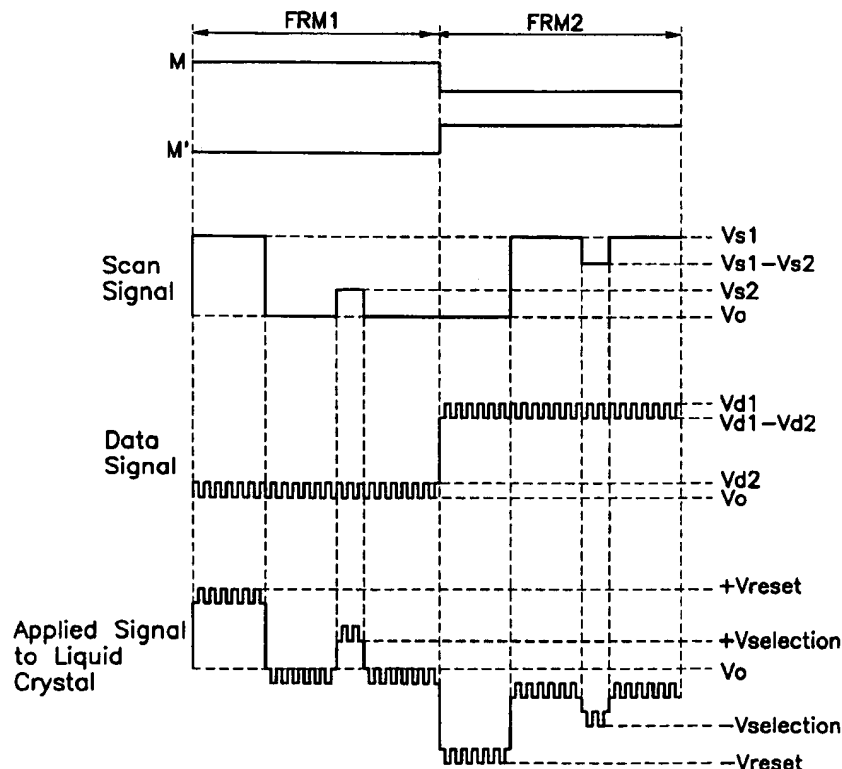 FRM1 FRM2
M
M'
Vs1
Scan Signal
Vs1-Vs2
Vs2
Vo
Data Signal
Vd1
Vd1-Vd2
Vd2
Vo
+Vreset
Applied Signal to Liquid Crystal
+Vselection
Vo
-Vselection
-Vreset